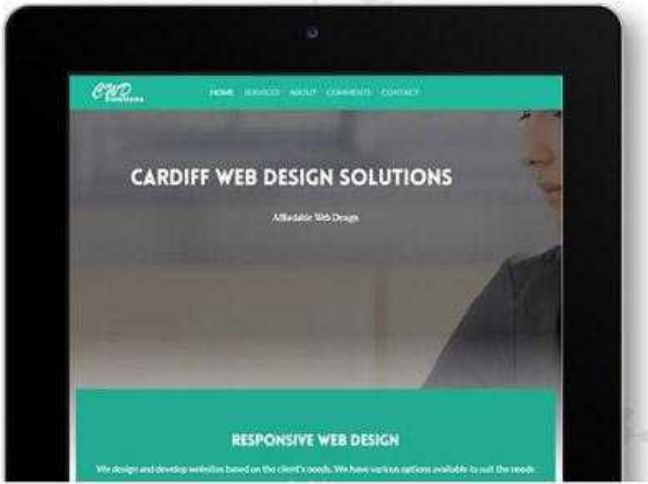 CWD
Solutions
HOME SERVICES ABOUT COMMENTS CONTACT
CARDIFF WEB DESIGN SOLUTIONS
Affordable Web Design
RESPONSIVE WEB DESIGN
We design and develop websites based on the client's needs. We have various options available to suit the needs